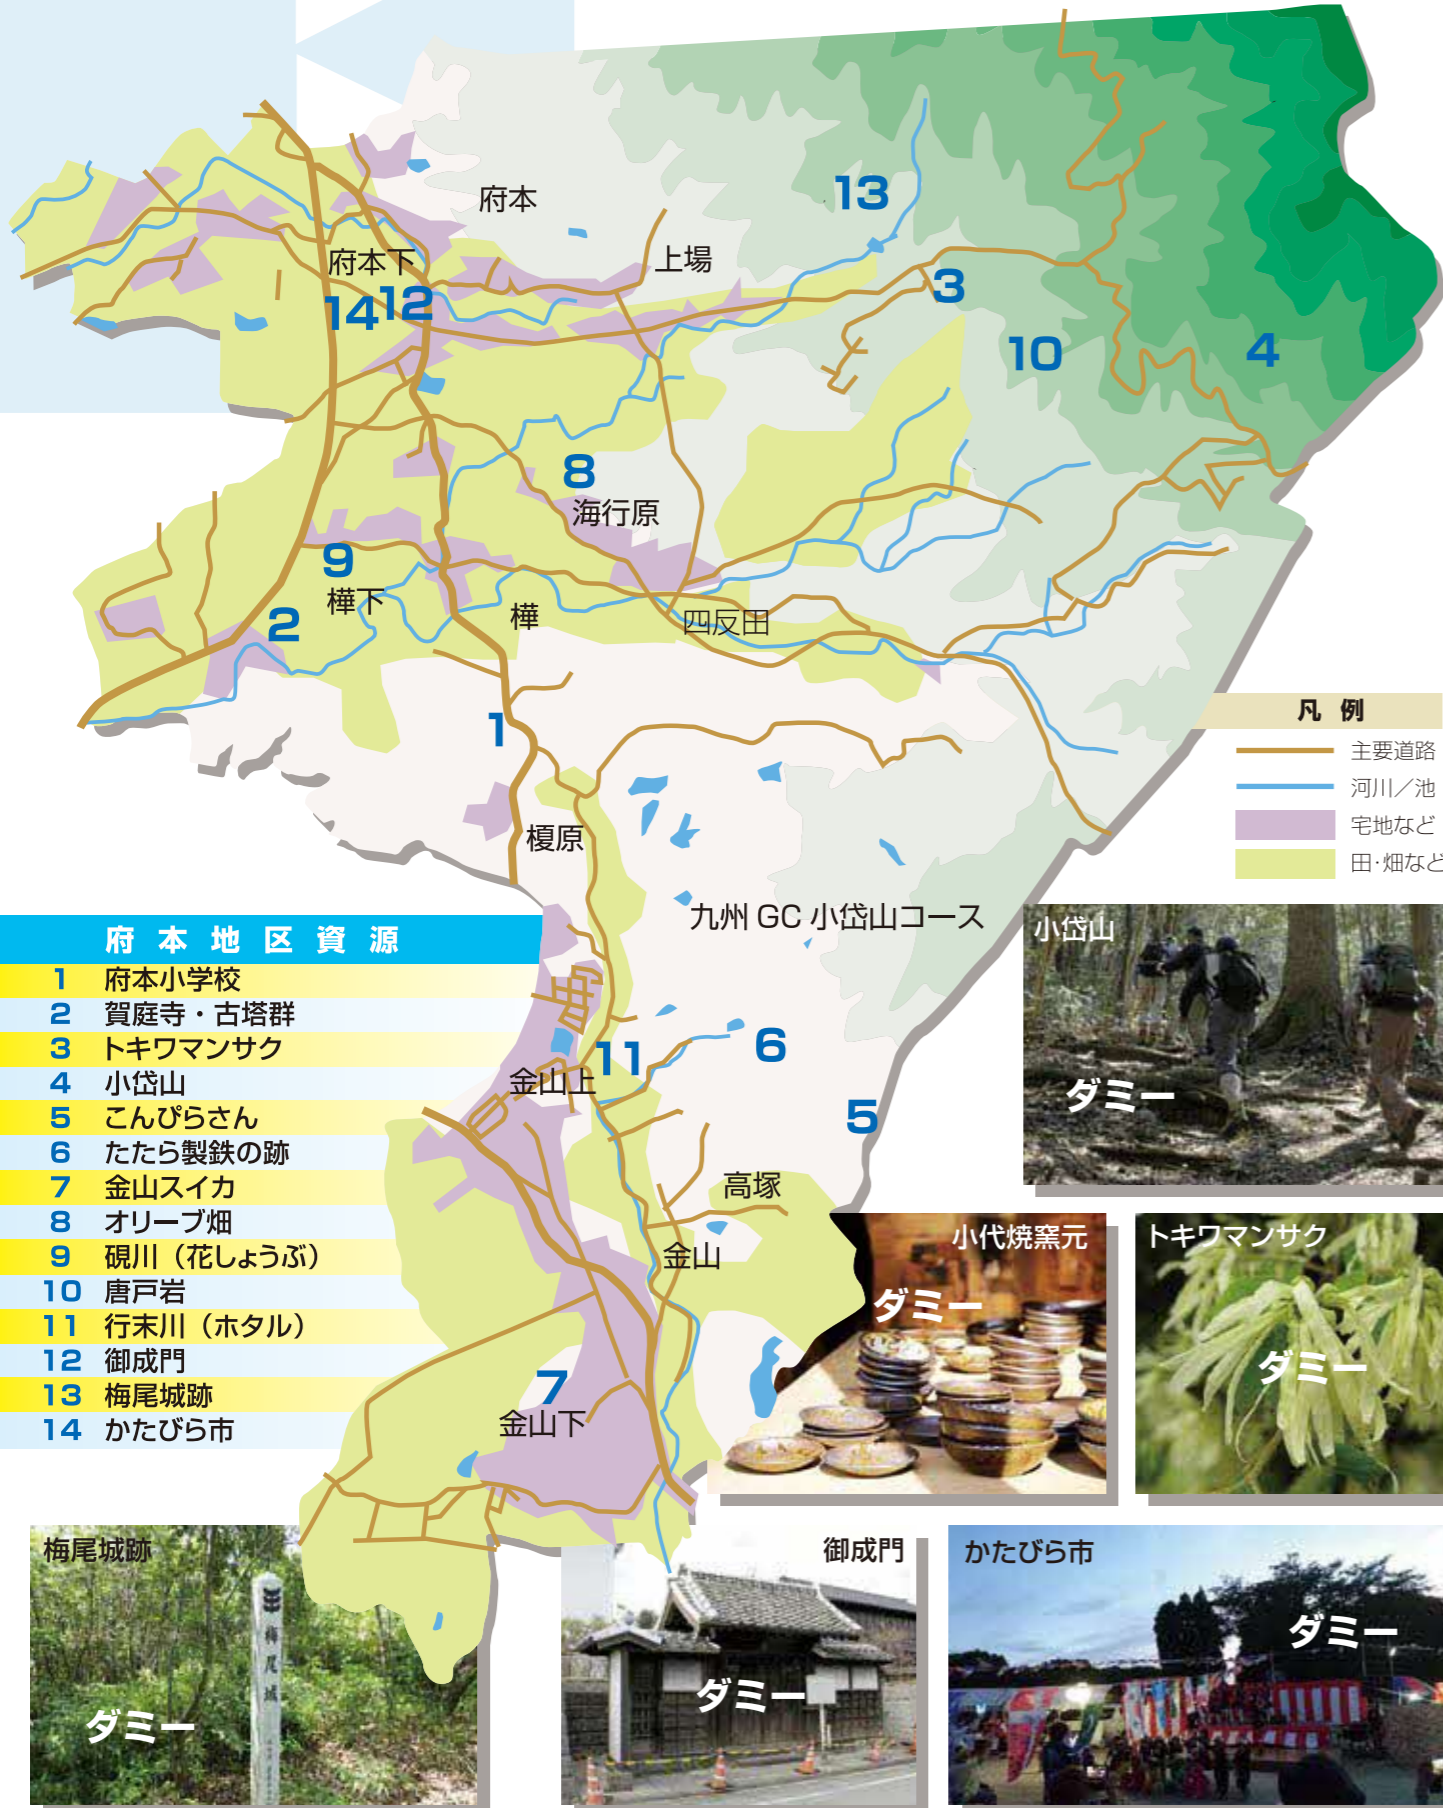 府本
13
上場
府本下
14
12
3
10
4
8
海行原
9
樺下
2
樺
四反田
1
榎原
九州 GC 小岱山コース
11
金山上
6
5
高塚
金山
7
金山下
凡 例
主要道路
河川／池
宅地など
田・畑など
府 本 地 区 資 源
1 府本小学校
2 賀庭寺・古塔群
3 トキワマンサク
4 小岱山
5 こんぴらさん
6 たたら製鉄の跡
7 金山スイカ
8 オリーブ畑
9 硯川（花しょうぶ）
10 唐戸岩
11 行末川（ホタル）
12 御成門
13 梅尾城跡
14 かたびら市
小岱山
ダミー
小代焼窯元
ダミー
トキワマンサク
ダミー
梅尾城跡
梅尾城
ダミー
御成門
ダミー
かたびら市
ダミー